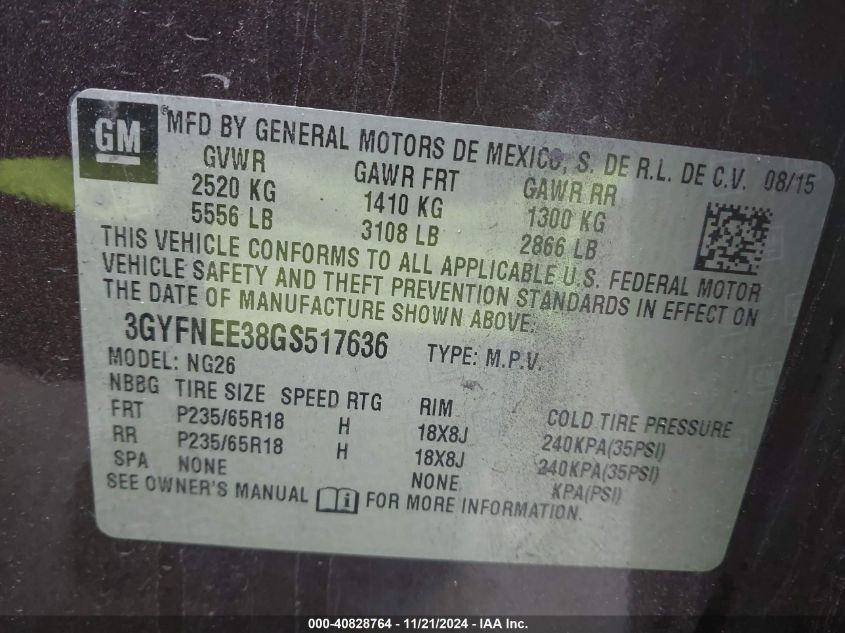 GM
® MFD BY GENERAL MOTORS DE MEXICO, S. DE R.L. DE C.V. 08/15
GVWR GAWR FRT GAWR RR
2520 KG 1410 KG 1300 KG
5556 LB 3108 LB 2866 LB
THIS VEHICLE CONFORMS TO ALL APPLICABLE U.S. FEDERAL MOTOR
VEHICLE SAFETY AND THEFT PREVENTION STANDARDS IN EFFECT ON
THE DATE OF MANUFACTURE SHOWN ABOVE.
3GYFNEE38GS517636 TYPE: M.P.V.
MODEL: NG26
NBBG TIRE SIZE SPEED RTG RIM COLD TIRE PRESSURE
FRT P235/65R18 H 18X8J 240KPA(35PSI)
RR P235/65R18 H 18X8J 240KPA(35PSI)
SPA NONE NONE KPA(PSI)
SEE OWNER'S MANUAL i FOR MORE INFORMATION.
000-40828764 — 11/21/2024 — IAA Inc.